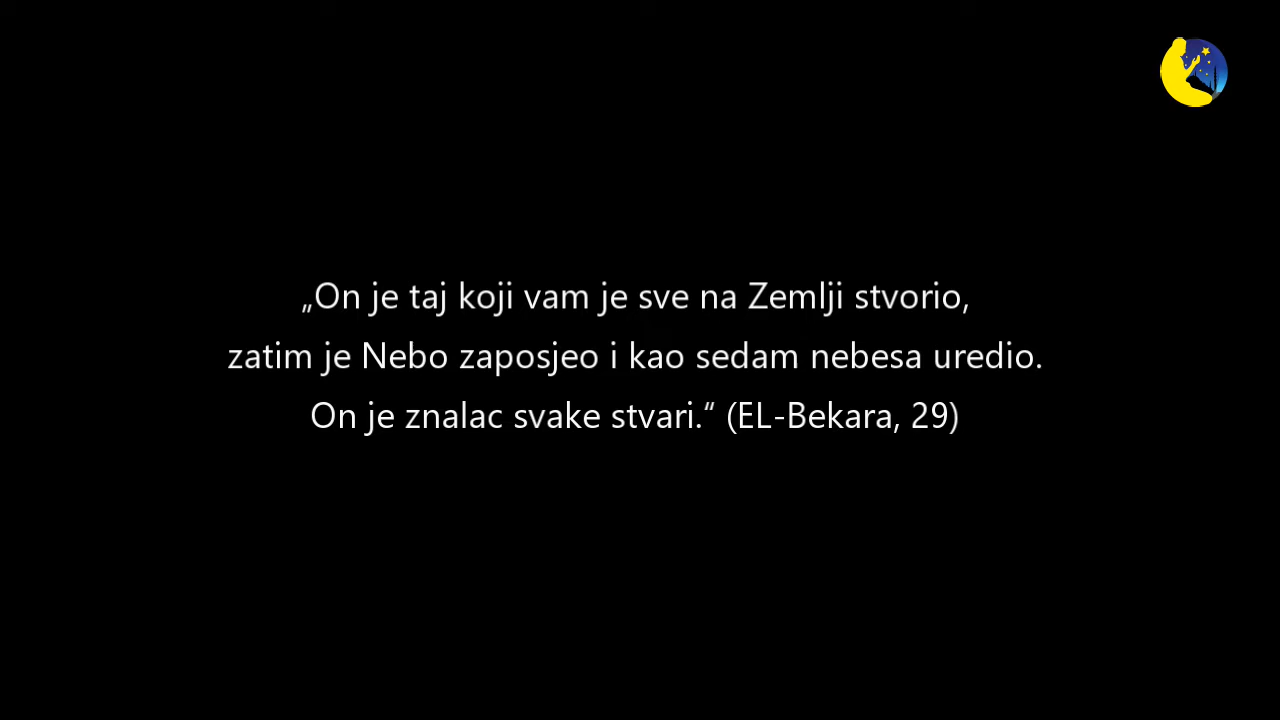 „On je taj koji vam je sve na Zemlji stvorio,
zatim je Nebo zaposjeo i kao sedam nebesa uredio.
On je znalac svake stvari.“ (EL-Bekara, 29)